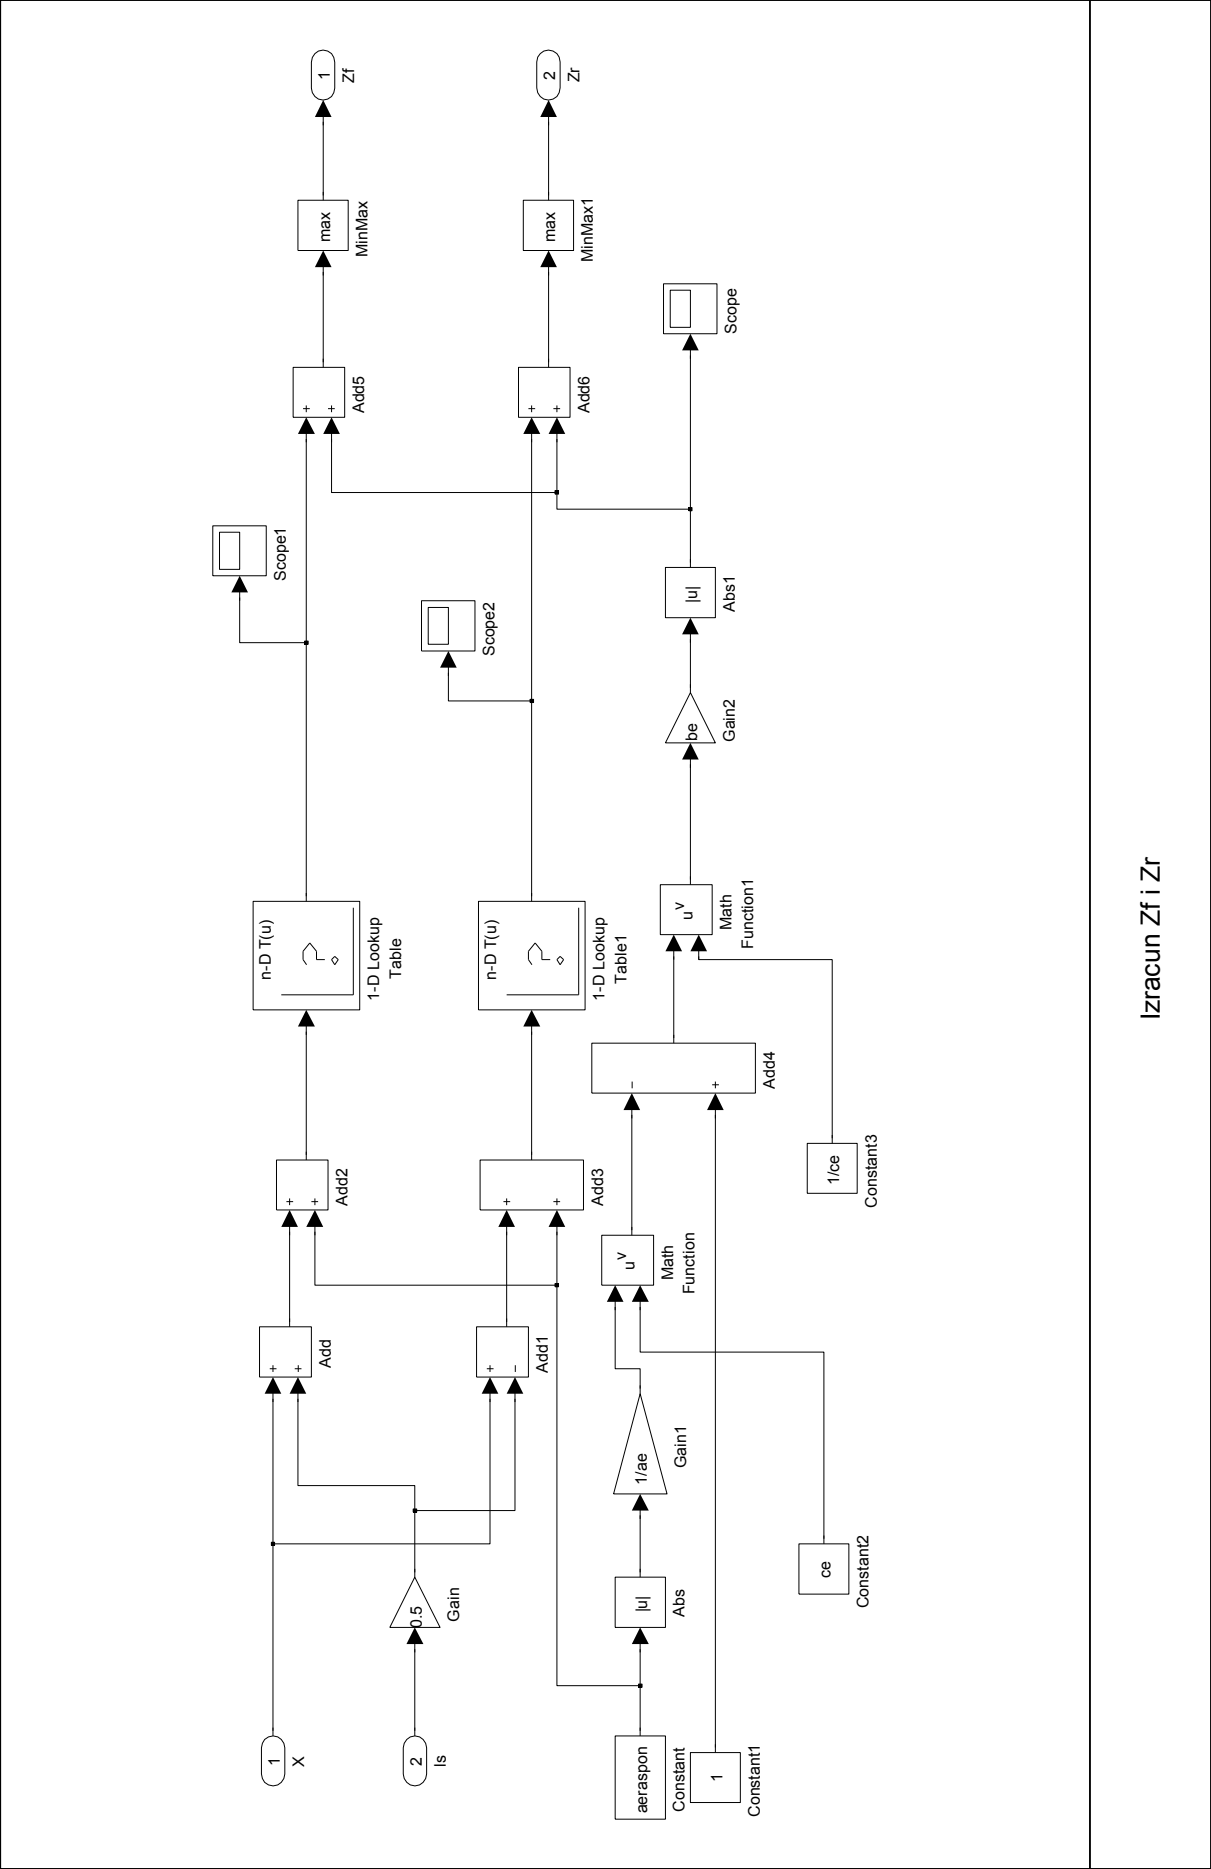 1
X
2
Is
0.5
Gain
aeraspon
Constant
1
Constant1
|u|
Abs
ce
Constant2
1/ae
Gain1
+
+
Add
+
−
Add1
u^v
Math
Function
+
+
Add2
+
+
Add3
1/ce
Constant3
−
+
Add4
n-D T(u)
1-D Lookup
Table
n-D T(u)
1-D Lookup
Table1
u^v
Math
Function1
be
Gain2
|u|
Abs1
Scope2
Scope1
+
+
Add5
+
+
Add6
Scope
max
MinMax
max
MinMax1
1
Zf
2
Zr
Izracun Zf i Zr